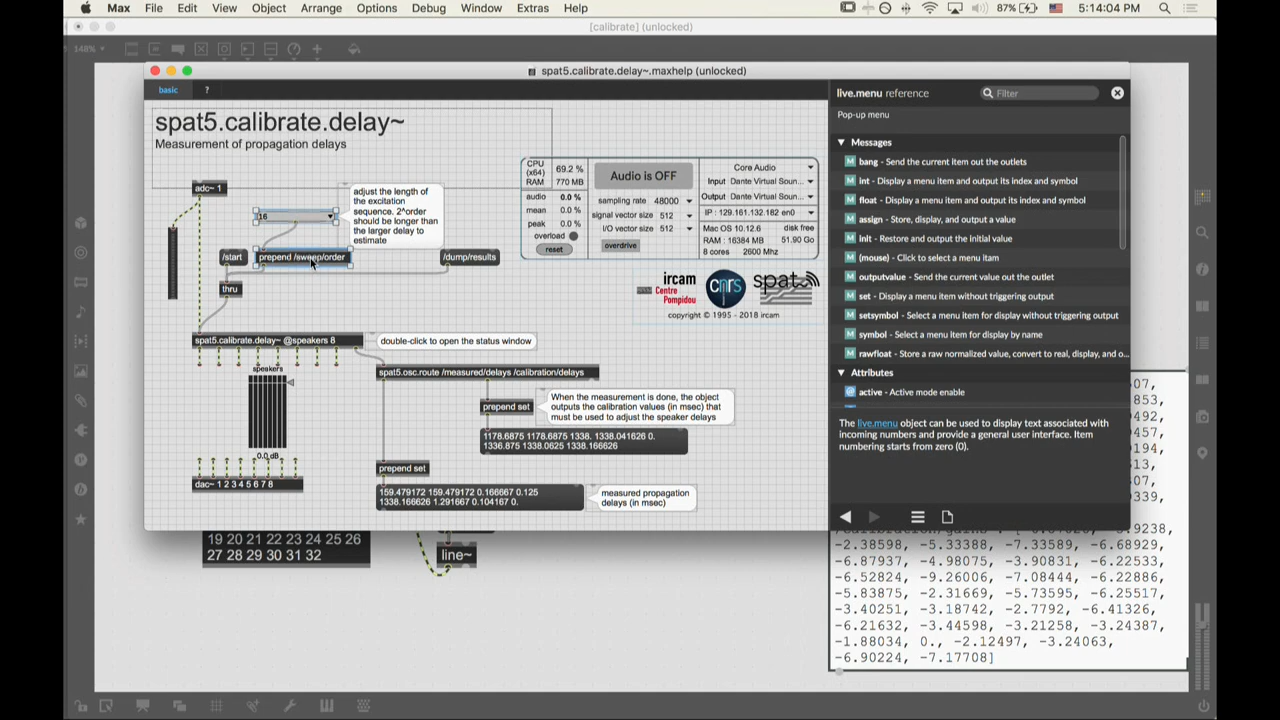 Max File Edit View Object Arrange Options Debug Window Extras Help
87% 5:14:04 PM
[calibrate] (unlocked)
148%
spat5.calibrate.delay~.maxhelp (unlocked)
basic ?
spat5.calibrate.delay~
Measurement of propagation delays
adc~ 1
16
adjust the length of
the excitation
sequence. 2^order
should be longer than
the larger delay to
estimate
/start
prepend /sweep/order
/dump/results
thru
spat5.calibrate.delay~ @speakers 8
double-click to open the status window
speakers
0.0 dB
dac~ 1 2 3 4 5 6 7 8
spat5.osc.route /measured/delays /calibration/delays
prepend set
When the measurement is done, the object
outputs the calibration values (in msec) that
must be used to adjust the speaker delays
1178.6875 1178.6875 1338. 1338.041626 0.
1336.875 1338.0625 1338.166626
prepend set
159.479172 159.479172 0.166667 0.125
1338.166626 1.291667 0.104167 0.
measured propagation
delays (in msec)
CPU
(x64) 69.2 %
RAM 770 MB
audio 0.0 %
mean 0.0 %
peak 0.0 %
overload
reset
Audio is OFF
sampling rate 48000
signal vector size 512
I/O vector size 512
overdrive
Core Audio
Input Dante Virtual Soun...
Output Dante Virtual Soun...
IP : 129.161.132.182 en0
Mac OS 10.12.6 disk free
RAM : 16384 MB 51.90 Go
8 cores 2600 Mhz
ircam
Centre
Pompidou
cnrs
spat
copyright © 1995 - 2018 ircam
live.menu reference
Filter
Pop-up menu
Messages
M bang - Send the current item out the outlets
M int - Display a menu item and output its index and symbol
M float - Display a menu item and output its index and symbol
M assign - Store, display, and output a value
M init - Restore and output the initial value
M (mouse) - Click to select a menu item
M outputvalue - Send the current value out the outlet
M set - Display a menu item without triggering output
M setsymbol - Select a menu item for display without triggering output
M symbol - Select a menu item for display by name
M rawfloat - Store a raw normalized value, convert to real, display, and o...
Attributes
active - Active mode enable
The live.menu object can be used to display text associated with
incoming numbers and provide a general user interface. Item
numbering starts from zero (0).
19 20 21 22 23 24 25 26
27 28 29 30 31 32
line~
-2.38598, -5.33388, -7.33589, -6.68929,
-6.87937, -4.98075, -3.90831, -6.22533,
-6.52824, -9.26006, -7.08444, -6.22886,
-5.83875, -2.31669, -5.73595, -6.25517,
-3.40251, -3.18742, -2.7792, -6.41326,
-6.21632, -3.44598, -3.21258, -3.24387,
-1.88034, 0., -2.12497, -3.24063,
-6.90224, -7.17708]